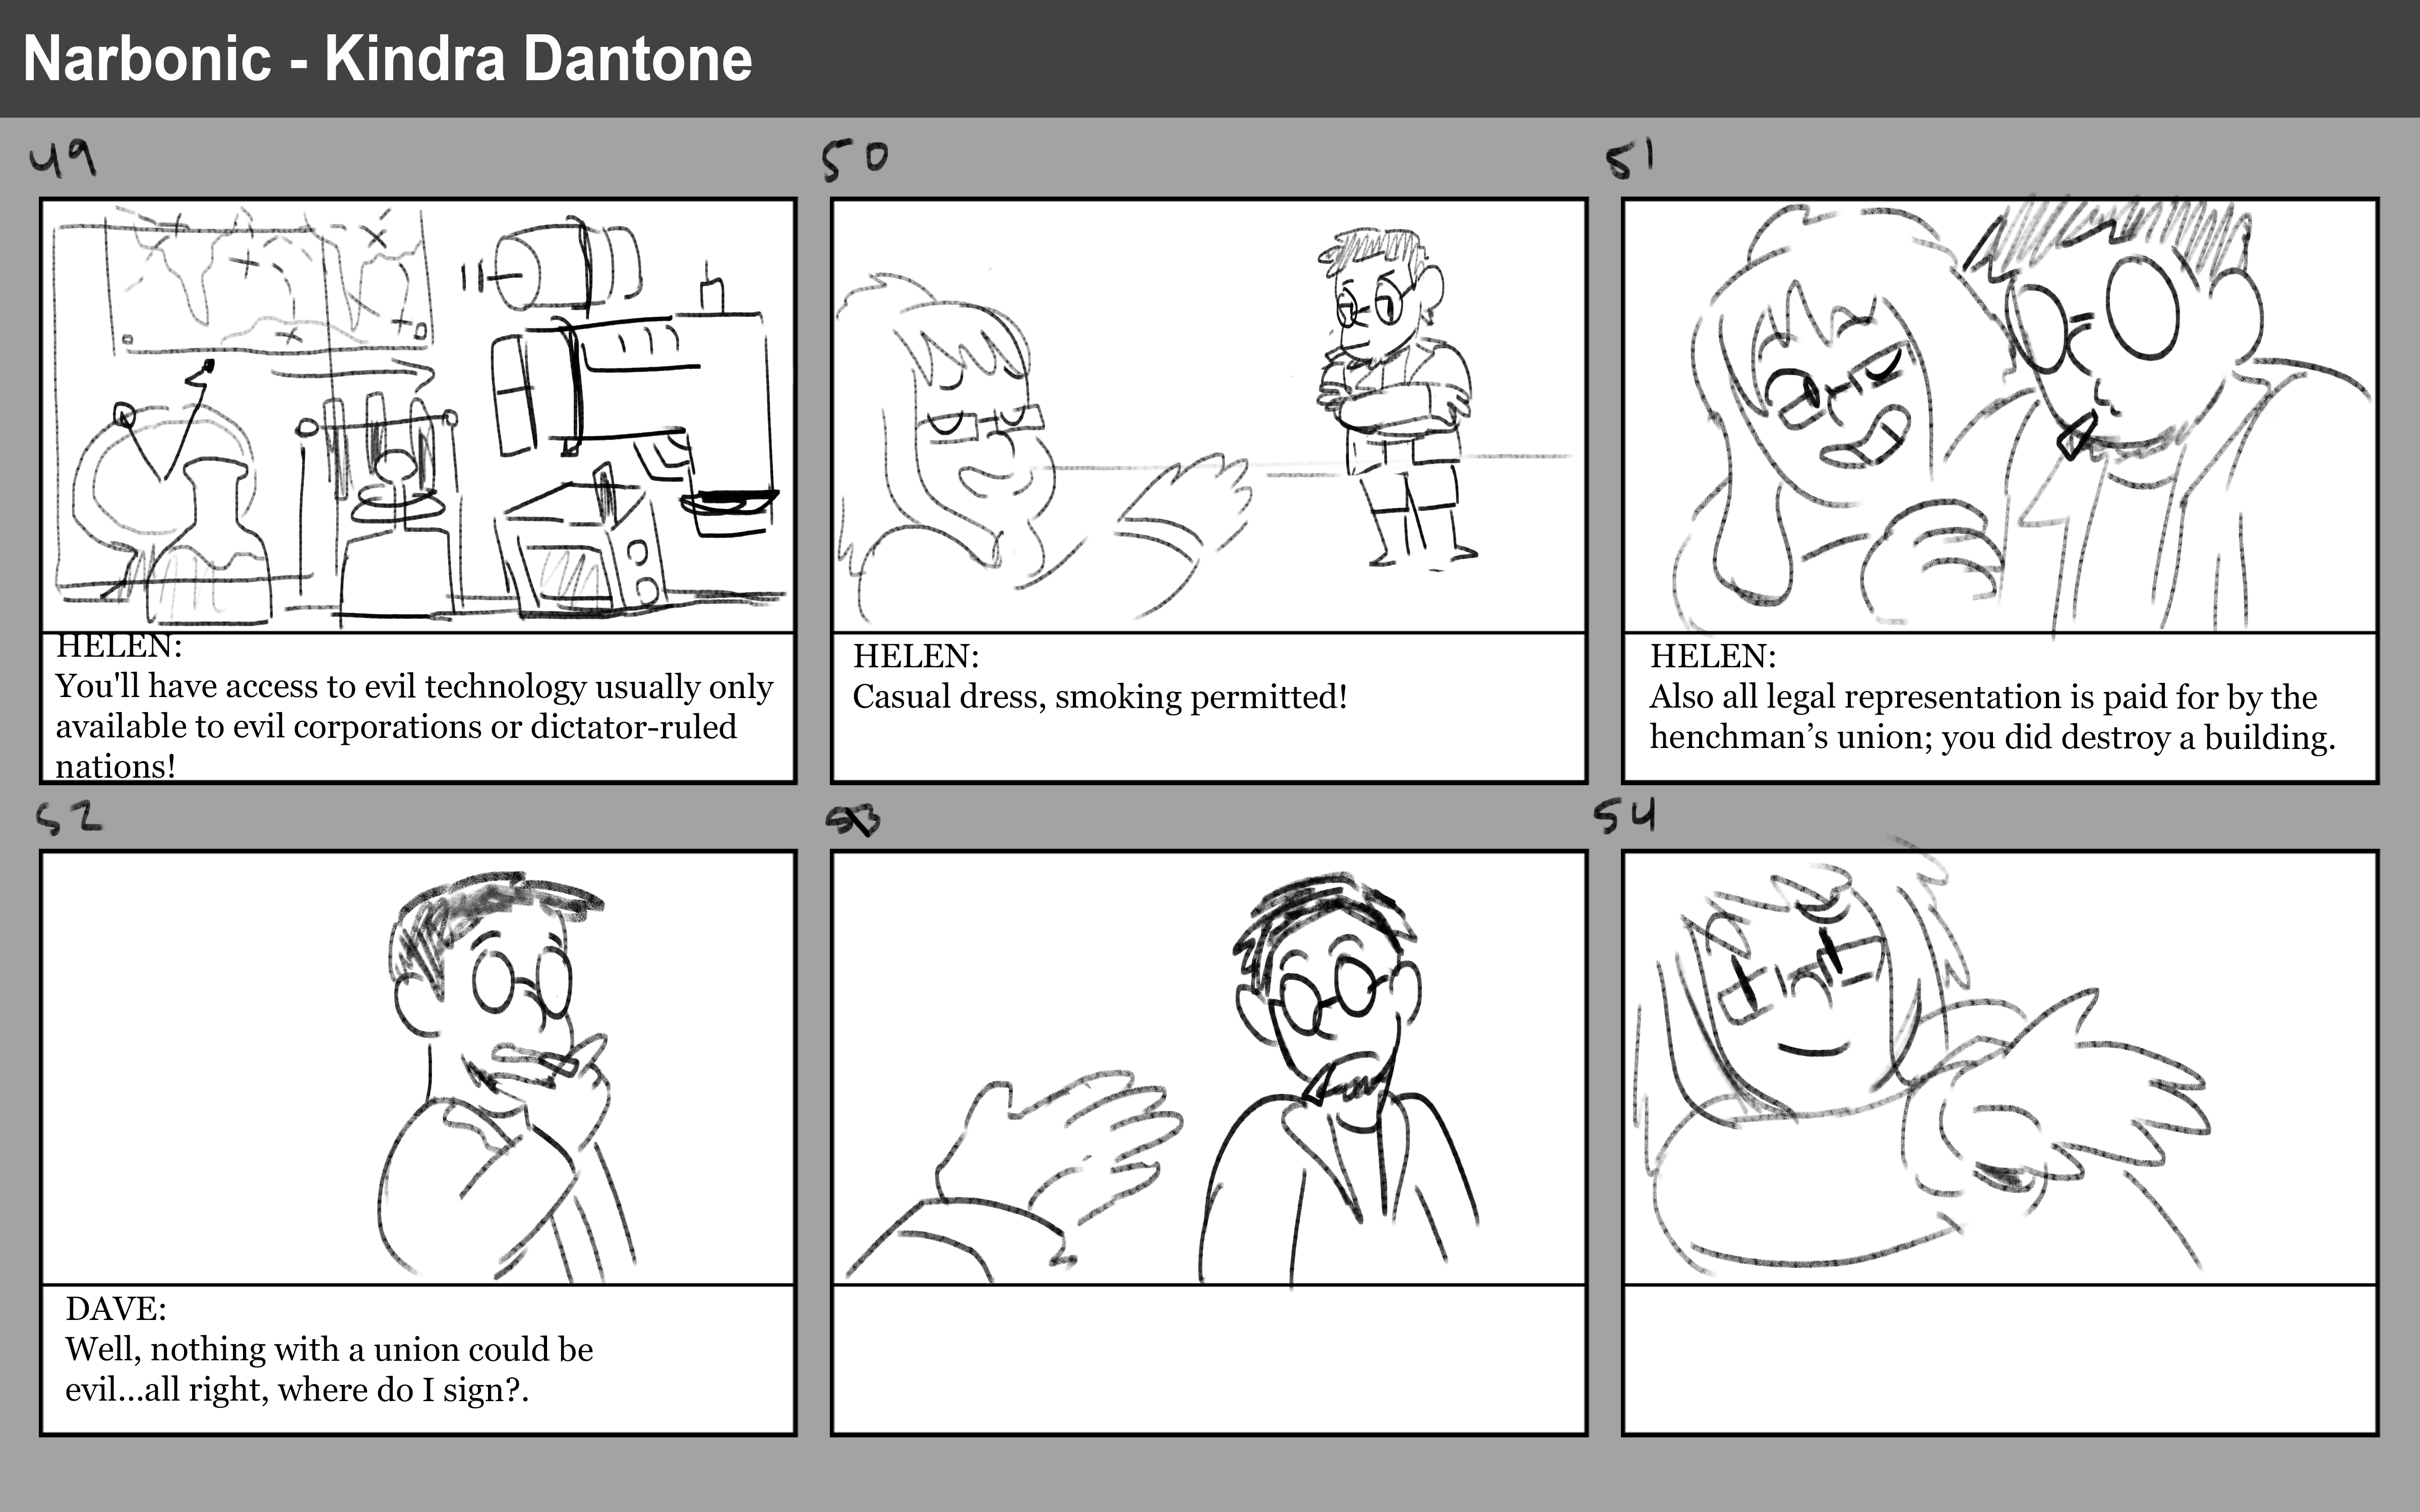 Narbonic - Kindra Dantone
49
50
51
HELEN:
You'll have access to evil technology usually only
available to evil corporations or dictator-ruled
nations!
HELEN:
Casual dress, smoking permitted!
HELEN:
Also all legal representation is paid for by the
henchman’s union; you did destroy a building.
52
53
54
DAVE:
Well, nothing with a union could be
evil...all right, where do I sign?.